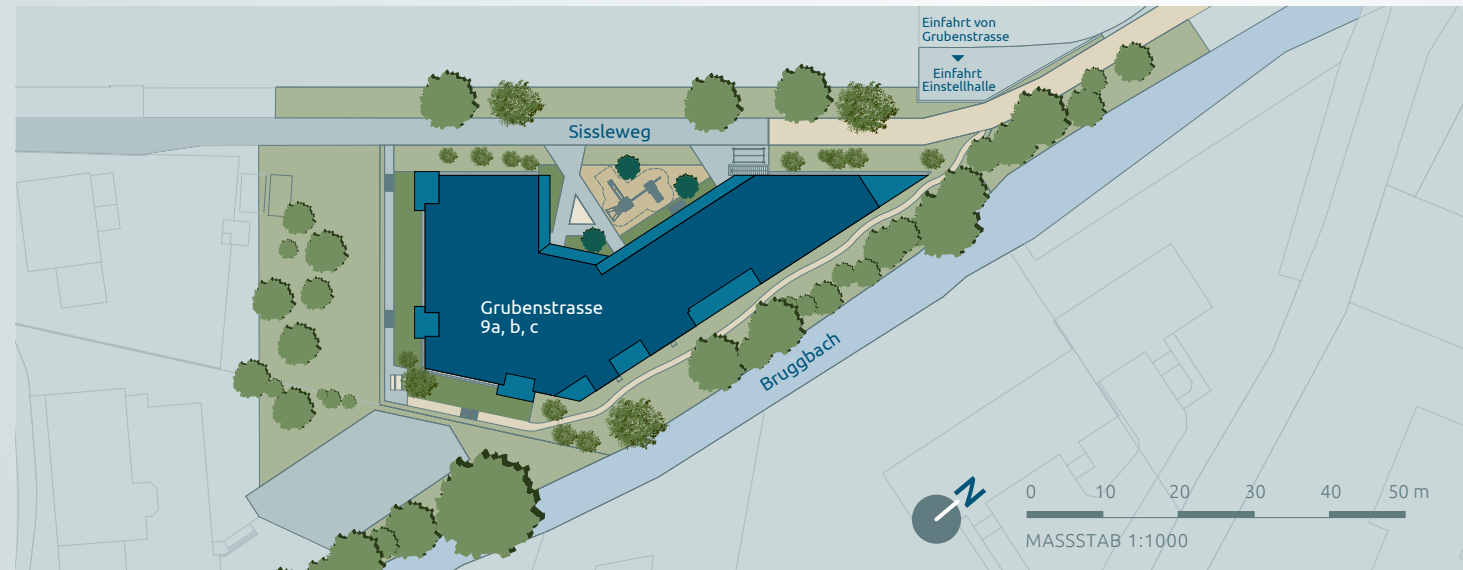 Einfahrt von
Grubenstrasse
Einfahrt
Einstellhalle
Sissleweg
Grubenstrasse
9a, b, c
Bruggbach
N
0 10 20 30 40 50 m
MASSSTAB 1:1000